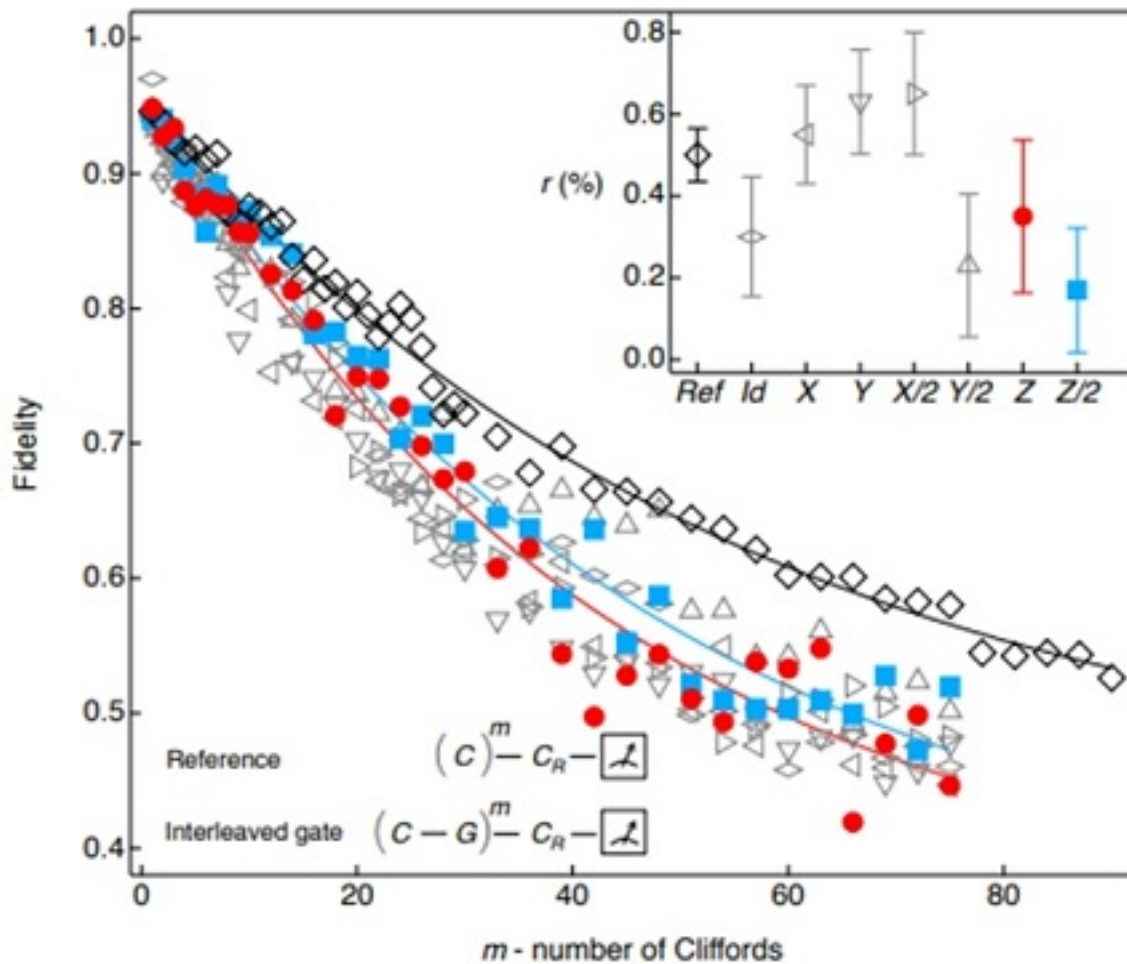 1.0
0.9
0.8
0.7
0.6
0.5
0.4
Fidelity
0 20 40 60 80
m - number of Cliffords
0.8
0.6
0.4
0.2
0.0
r (%)
Ref Id X Y X/2 Y/2 Z Z/2
Reference (C)^m – C_R –
Interleaved gate (C – G)^m – C_R –